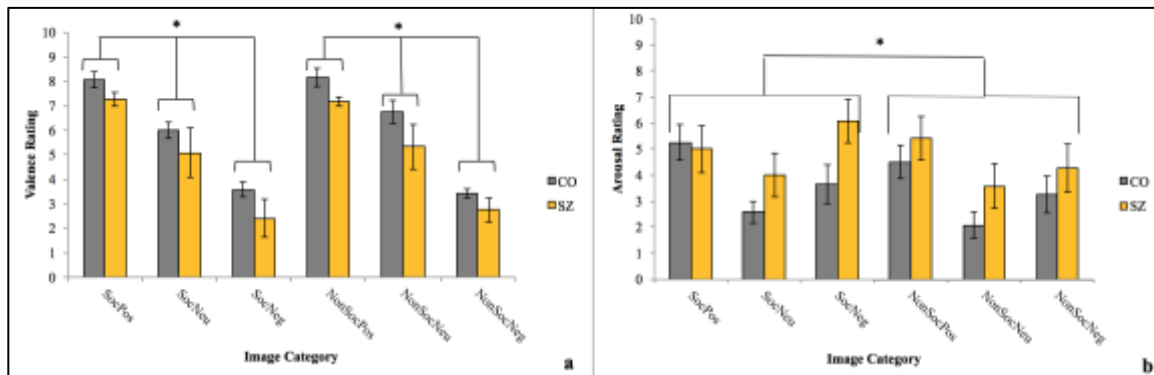 *
*
10
9
8
7
6
5
4
3
2
1
0
Valence Rating
CO
SZ
SocPos
SocNeu
SocNeg
NonSocPos
NonSocNeu
NonSocNeg
Image Category
a
*
10
9
8
7
6
5
4
3
2
1
0
Arousal Rating
CO
SZ
SocPos
SocNeu
SocNeg
NonSocPos
NonSocNeu
NonSocNeg
Image Category
b